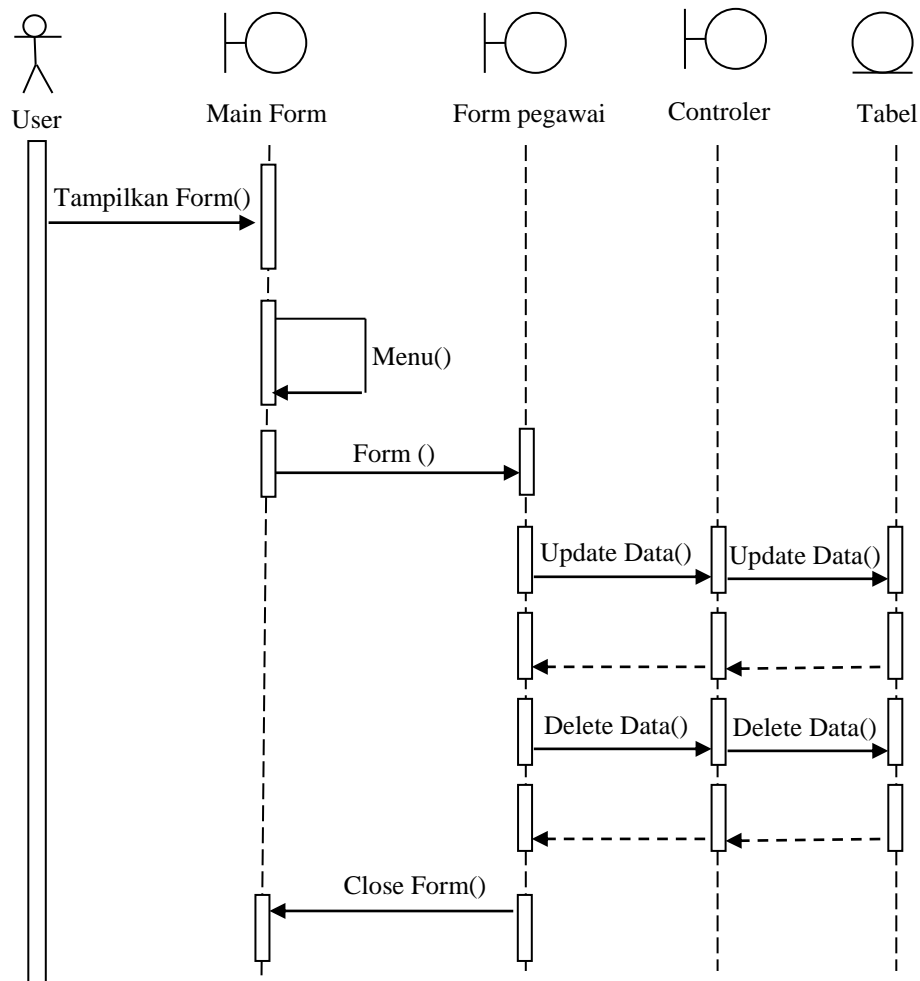 User
Main Form
Form pegawai
Controler
Tabel
Tampilkan Form()
Menu()
Form ()
Update Data()
Update Data()
Delete Data()
Delete Data()
Close Form()